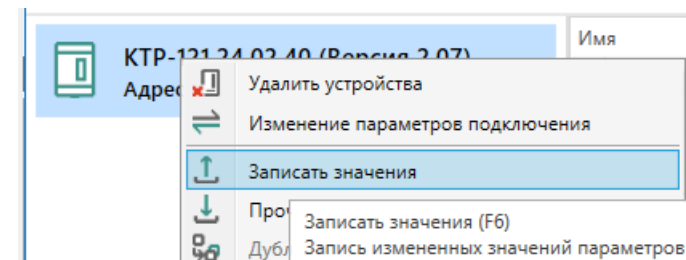 Имя
КТР-121.24.02.40 (Версия 2.07)
Адрес
Удалить устройства
Изменение параметров подключения
Записать значения
Записать значения (F6)
Запись измененных значений параметров